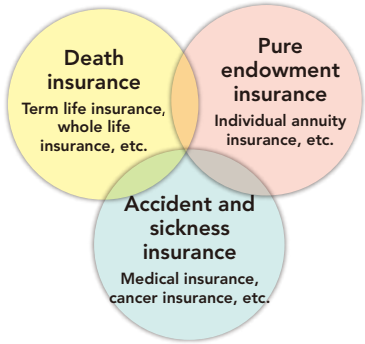 Death
insurance
Term life insurance,
whole life
insurance, etc.
Pure
endowment
insurance
Individual annuity
insurance, etc.
Accident and
sickness
insurance
Medical insurance,
cancer insurance, etc.